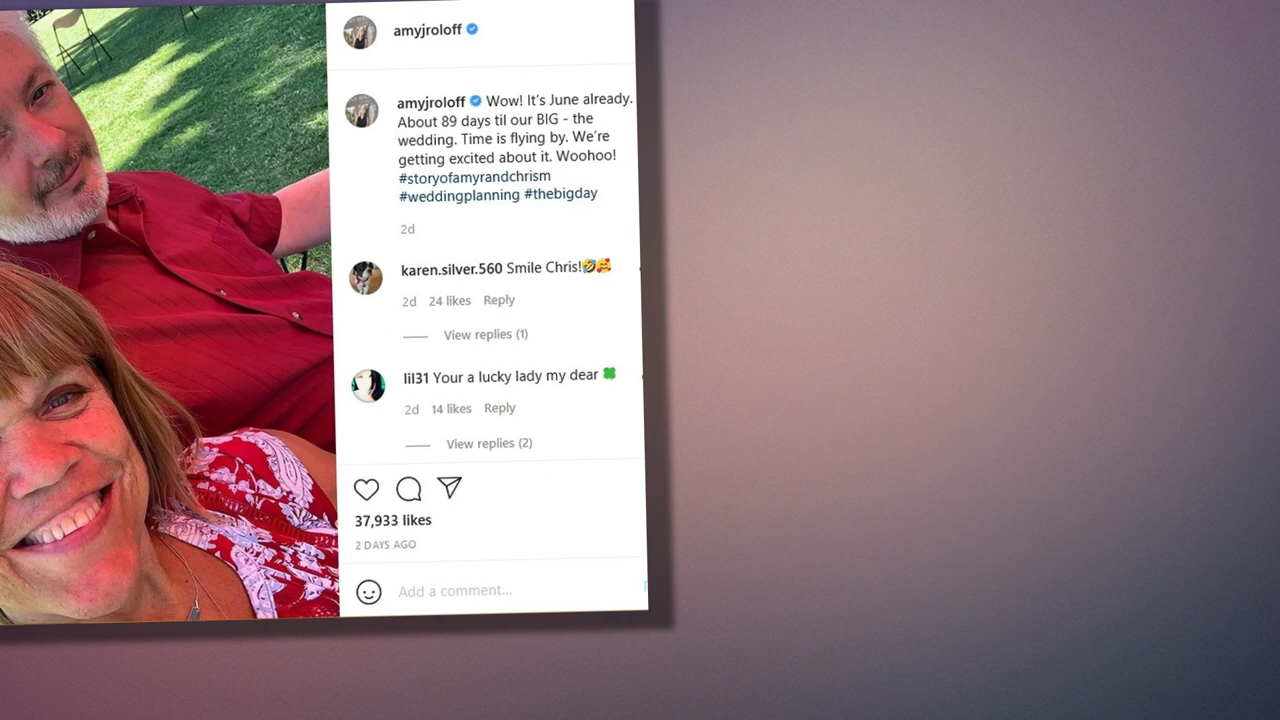 amyjroloff
amyjroloff Wow! It's June already.
About 89 days til our BIG - the
wedding. Time is flying by. We're
getting excited about it. Woohoo!
#storyofamyrandchrism
#weddingplanning #thebigday
2d
karen.silver.560 Smile Chris!🤣🥰
2d 24 likes Reply
View replies (1)
lil31 Your a lucky lady my dear 🍀
2d 14 likes Reply
View replies (2)
37,933 likes
2 DAYS AGO
Add a comment...